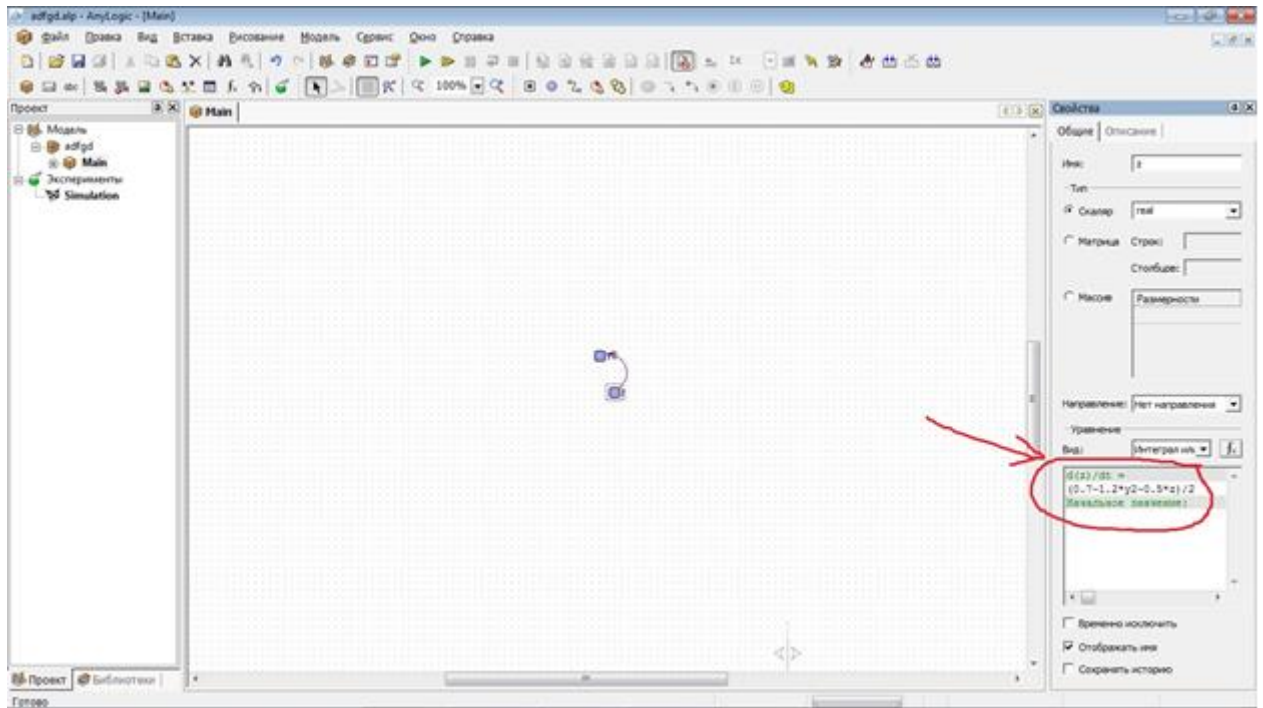 adfgd.alp - AnyLogic - [Main]
Файл Правка Вид Вставка Рисование Модель Сервис Окно Справка
100%
Проект
Main
Свойства
Модель
adfgd
Main
Эксперименты
Simulation
Общие Описание
Имя: z
Тип
Скаляр real
Матрица Строк:
Столбцов:
Массив Размерности
Направление: Нет направления
Уравнение
Вид: Интеграл
d(z)/dt =
(0.7-1.2*y2-0.5*z)/2
Начальное значение:
Временно исключить
Отображать имя
Сохранять историю
Проект Библиотеки
Готово